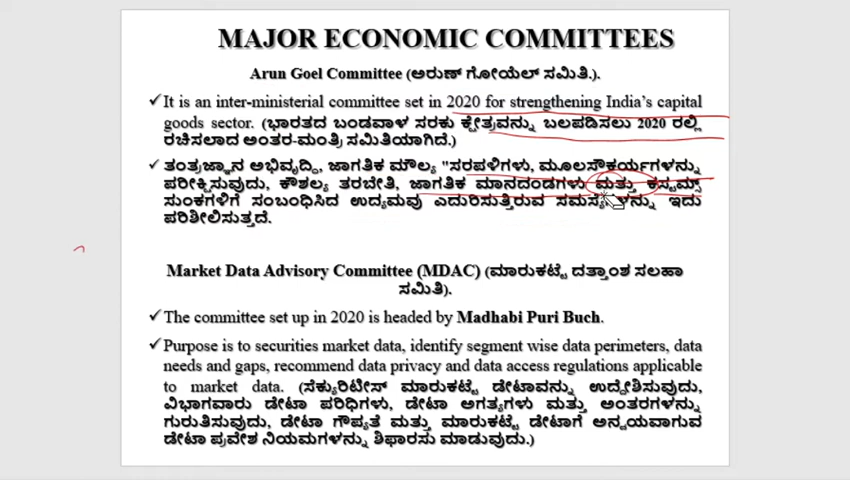 MAJOR ECONOMIC COMMITTEES
Arun Goel Committee (ಅರುಣ್ ಗೋಯೆಲ್ ಸಮಿತಿ.).
✓It is an inter-ministerial committee set in 2020 for strengthening India's capital
goods sector. (ಭಾರತದ ಬಂಡವಾಳ ಸರಕು ಕ್ಷೇತ್ರವನ್ನು ಬಲಪಡಿಸಲು 2020 ರಲ್ಲಿ
ರಚಿಸಲಾದ ಅಂತರ-ಮಂತ್ರಿ ಸಮಿತಿಯಾಗಿದೆ.)
✓ ತಂತ್ರಜ್ಞಾನ ಅಭಿವೃದ್ಧಿ, ಜಾಗತಿಕ ಮೌಲ್ಯ "ಸರಪಳಿಗಳು, ಮೂಲಸೌಕರ್ಯಗಳನ್ನು
ಪರೀಕ್ಷಿಸುವುದು, ಕೌಶಲ್ಯ ತರಬೇತಿ, ಜಾಗತಿಕ ಮಾನದಂಡಗಳು ಮತ್ತು ಕಸ್ಟಮ್ಸ್
ಸುಂಕಗಳಿಗೆ ಸಂಬಂಧಿಸಿದ ಉದ್ಯಮವು ಎದುರಿಸುತ್ತಿರುವ ಸಮಸ್ಯೆಗಳನ್ನು ಇದು
ಪರಿಶೀಲಿಸುತ್ತದೆ.
Market Data Advisory Committee (MDAC) (ಮಾರುಕಟ್ಟೆ ದತ್ತಾಂಶ ಸಲಹಾ
ಸಮಿತಿ).
✓The committee set up in 2020 is headed by Madhabi Puri Buch.
✓Purpose is to securities market data, identify segment wise data perimeters, data
needs and gaps, recommend data privacy and data access regulations applicable
to market data. (ಸೆಕ್ಯುರಿಟೀಸ್ ಮಾರುಕಟ್ಟೆ ಡೇಟಾವನ್ನು ಉದ್ದೇಶಿಸುವುದು,
ವಿಭಾಗವಾರು ಡೇಟಾ ಪರಿಧಿಗಳು, ಡೇಟಾ ಅಗತ್ಯಗಳು ಮತ್ತು ಅಂತರಗಳನ್ನು
ಗುರುತಿಸುವುದು, ಡೇಟಾ ಗೌಪ್ಯತೆ ಮತ್ತು ಮಾರುಕಟ್ಟೆ ಡೇಟಾಗೆ ಅನ್ವಯವಾಗುವ
ಡೇಟಾ ಪ್ರವೇಶ ನಿಯಮಗಳನ್ನು ಶಿಫಾರಸು ಮಾಡುವುದು.)